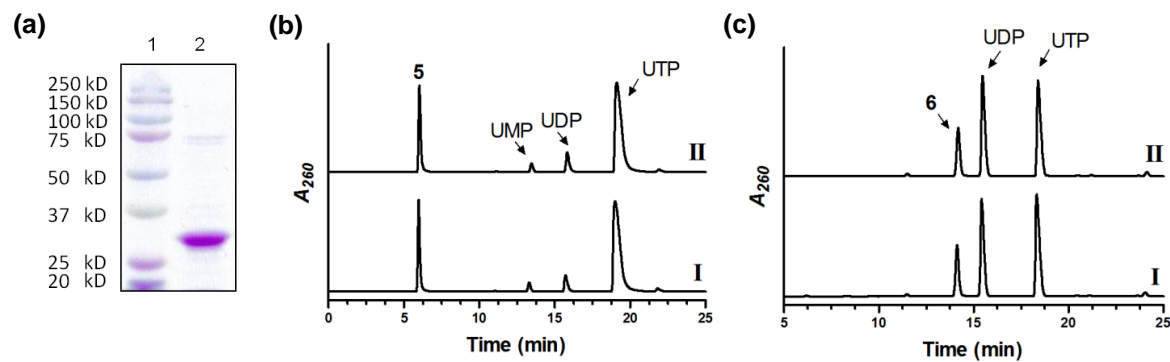 (a)
1 2
250 kD
150 kD
100 kD
75 kD
50 kD
37 kD
25 kD
20 kD
(b)
5
UMP
UDP
UTP
II
I
A260
0 5 10 15 20 25
Time (min)
(c)
6
UDP
UTP
II
I
A260
5 10 15 20 25
Time (min)